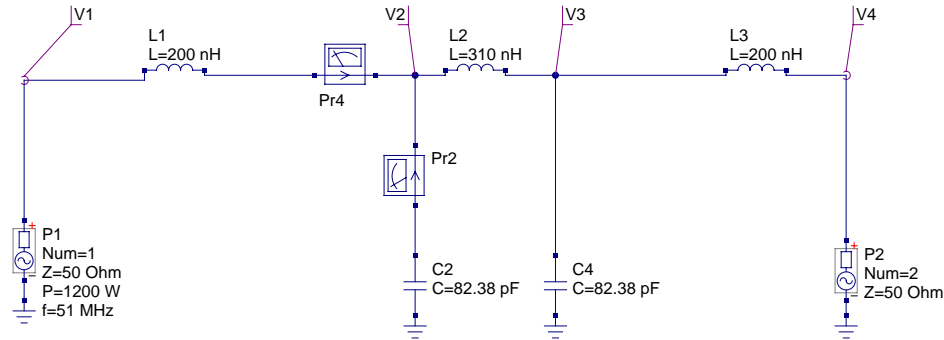 V1
V2
V3
V4
L1
L=200 nH
L2
L=310 nH
L3
L=200 nH
Pr4
Pr2
P1
Num=1
Z=50 Ohm
P=1200 W
f=51 MHz
C2
C=82.38 pF
C4
C=82.38 pF
P2
Num=2
Z=50 Ohm